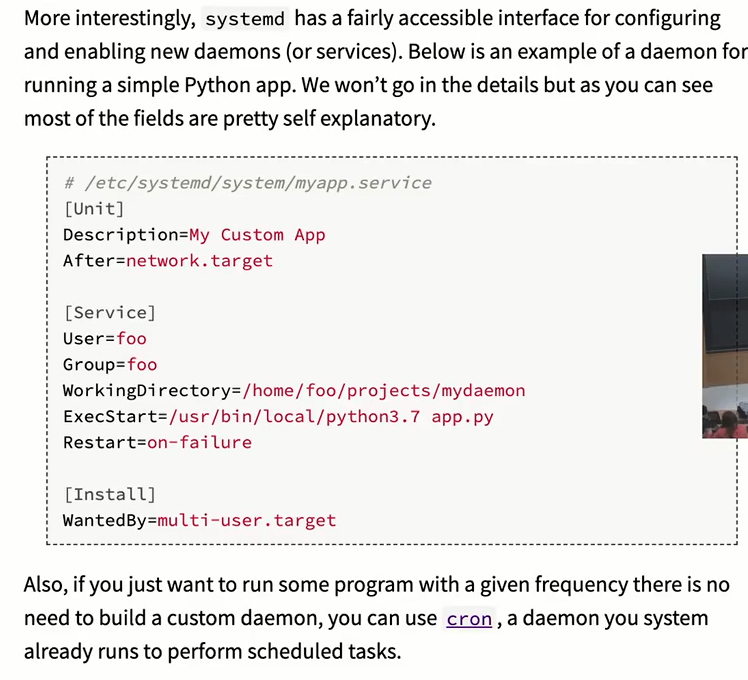 More interestingly, systemd has a fairly accessible interface for configuring
and enabling new daemons (or services). Below is an example of a daemon for
running a simple Python app. We won’t go in the details but as you can see
most of the fields are pretty self explanatory.
# /etc/systemd/system/myapp.service
[Unit]
Description=My Custom App
After=network.target
[Service]
User=foo
Group=foo
WorkingDirectory=/home/foo/projects/mydaemon
ExecStart=/usr/bin/local/python3.7 app.py
Restart=on-failure
[Install]
WantedBy=multi-user.target
Also, if you just want to run some program with a given frequency there is no
need to build a custom daemon, you can use cron, a daemon you system
already runs to perform scheduled tasks.